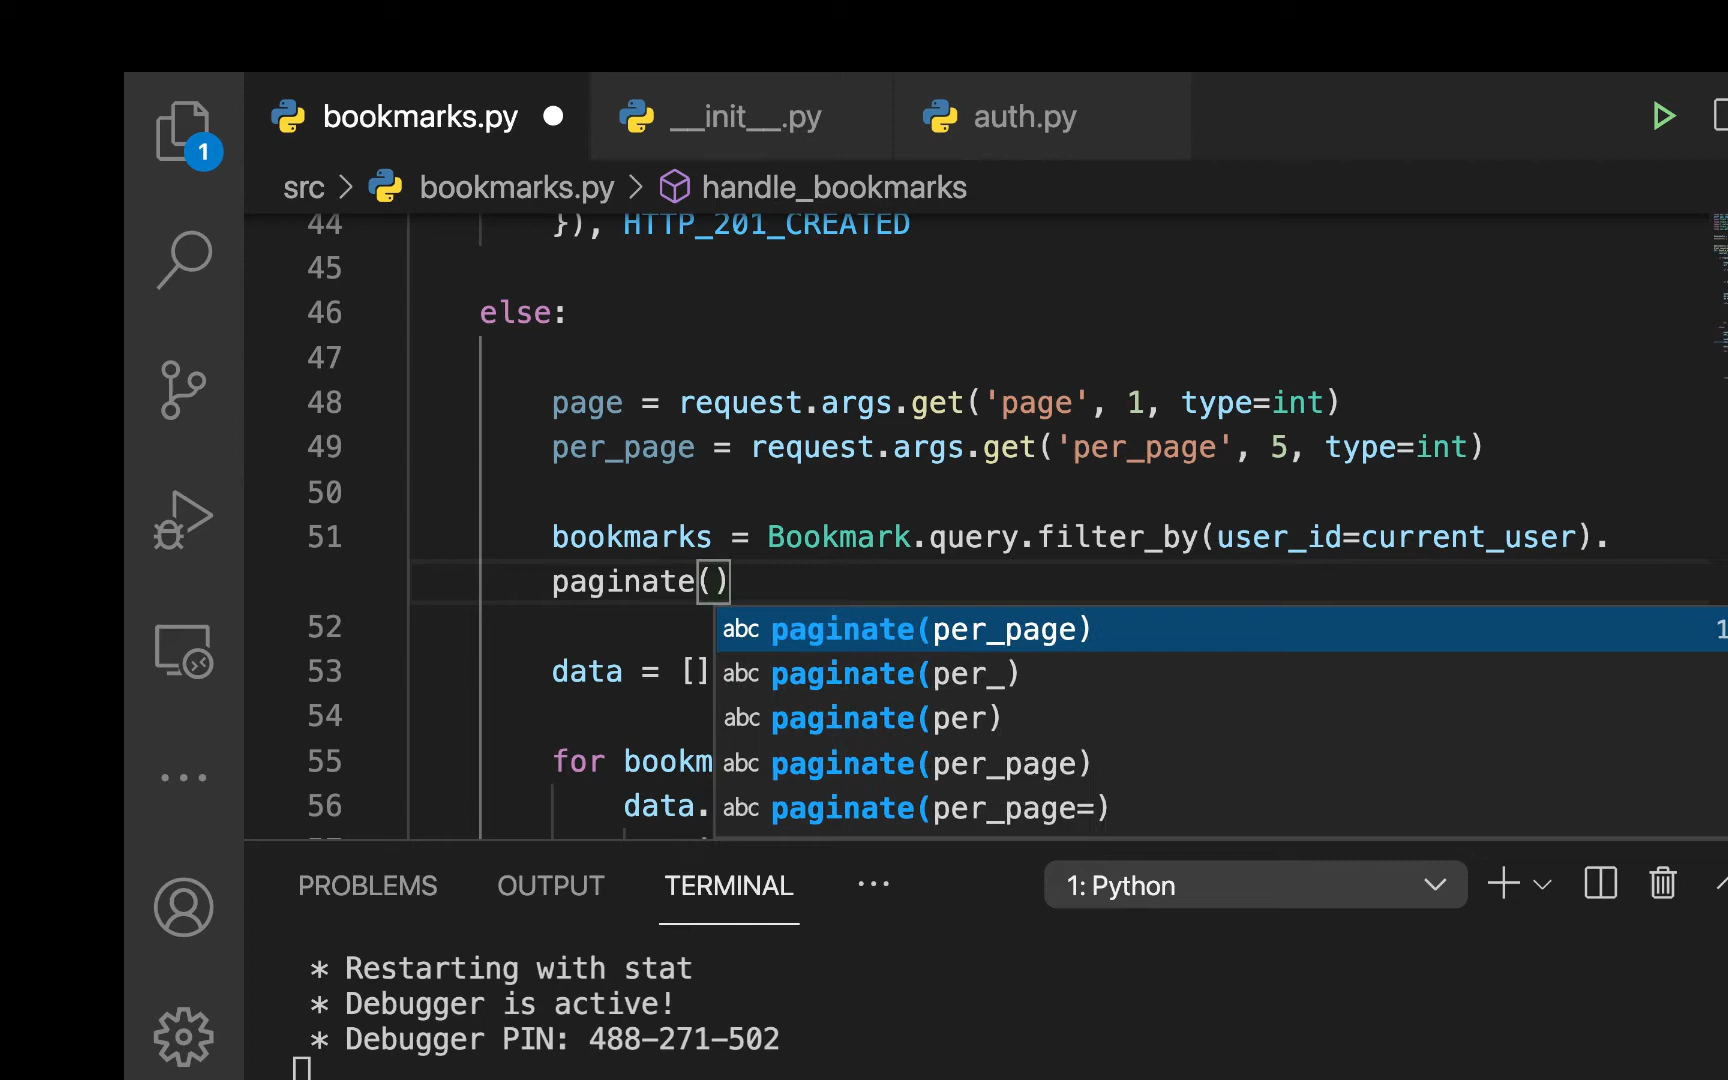 bookmarks.py
__init__.py
auth.py
1
src > bookmarks.py > handle_bookmarks
44 }), HTTP_201_CREATED
45
46 else:
47
48 page = request.args.get('page', 1, type=int)
49 per_page = request.args.get('per_page', 5, type=int)
50
51 bookmarks = Bookmark.query.filter_by(user_id=current_user).
paginate()
52
53 data = []
54
55 for bookm
56 data.
abc paginate(per_page)
abc paginate(per_)
abc paginate(per)
abc paginate(per_page)
abc paginate(per_page=)
PROBLEMS OUTPUT TERMINAL ··· 1: Python
* Restarting with stat
* Debugger is active!
* Debugger PIN: 488-271-502